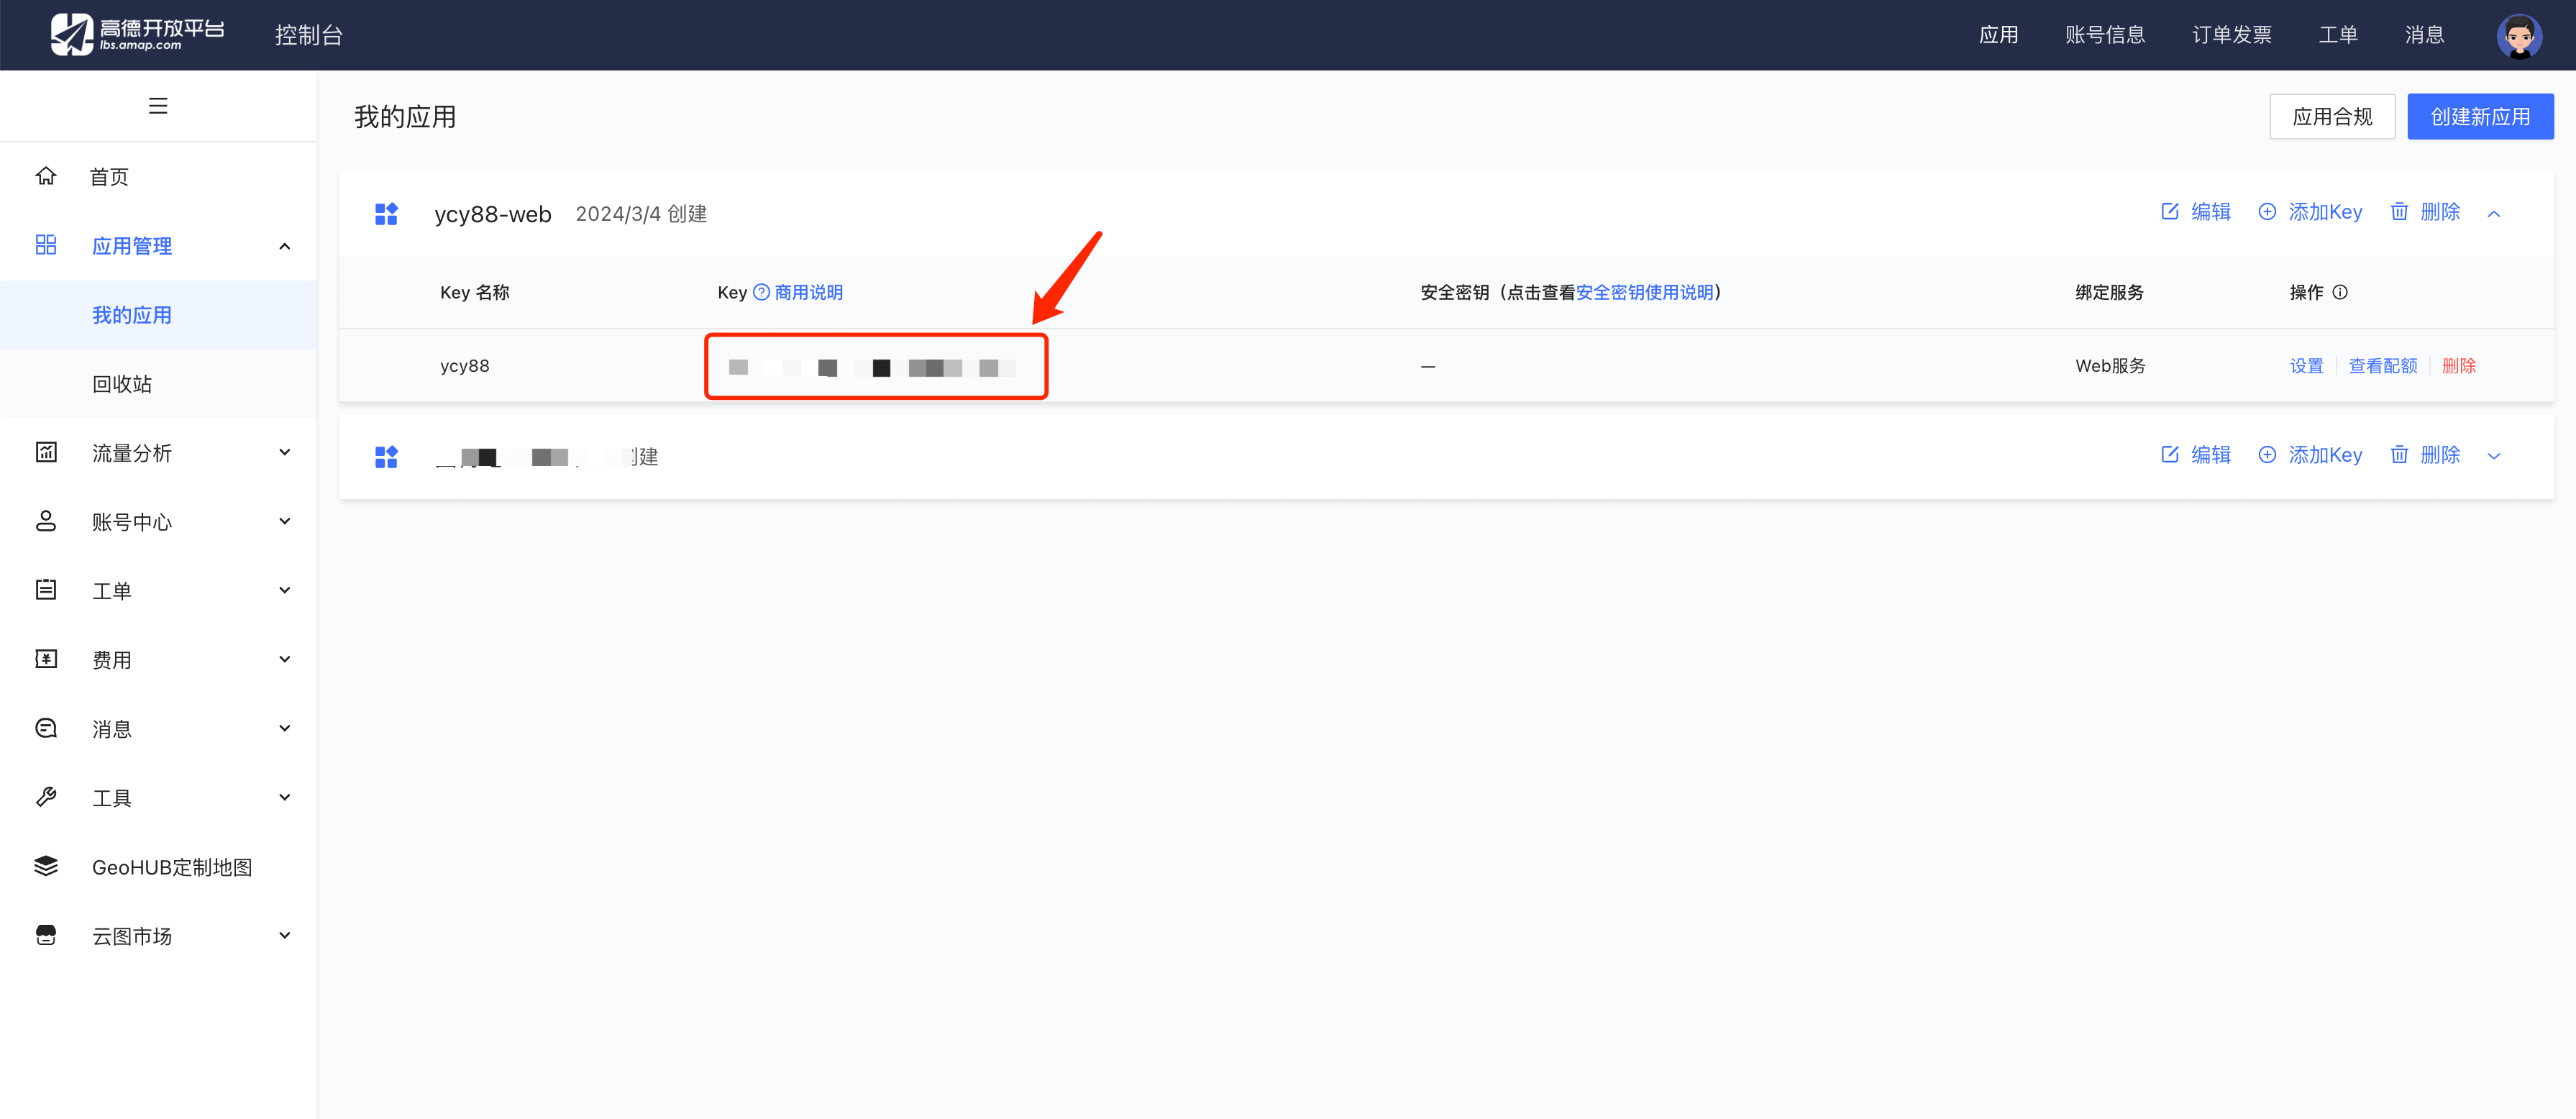 高德开放平台
lbs.amap.com
控制台
应用 账号信息 订单发票 工单 消息
首页
应用管理
我的应用
回收站
流量分析
账号中心
工单
费用
消息
工具
GeoHUB定制地图
云图市场
我的应用
应用合规 创建新应用
ycy88-web 2024/3/4 创建
编辑 添加Key 删除
Key 名称 Key 商用说明 安全密钥（点击查看安全密钥使用说明） 绑定服务 操作
ycy88 — Web服务 设置 查看配额 删除
创建
编辑 添加Key 删除